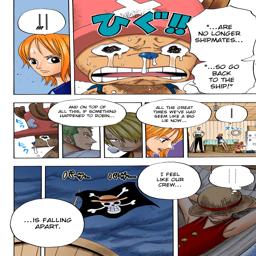 "...ARE
NO LONGER
SHIPMATES...
"...SO GO
BACK
TO THE
SHIP!"
!!
ALL THE GREAT
TIMES WE'VE HAD
SEEM LIKE A BIG
LIE NOW...
AND ON TOP OF
ALL THIS, IF SOMETHING
HAPPENED TO ROBIN...
I
FEEL LIKE
OUR
CREW...
...IS FALLING
APART.